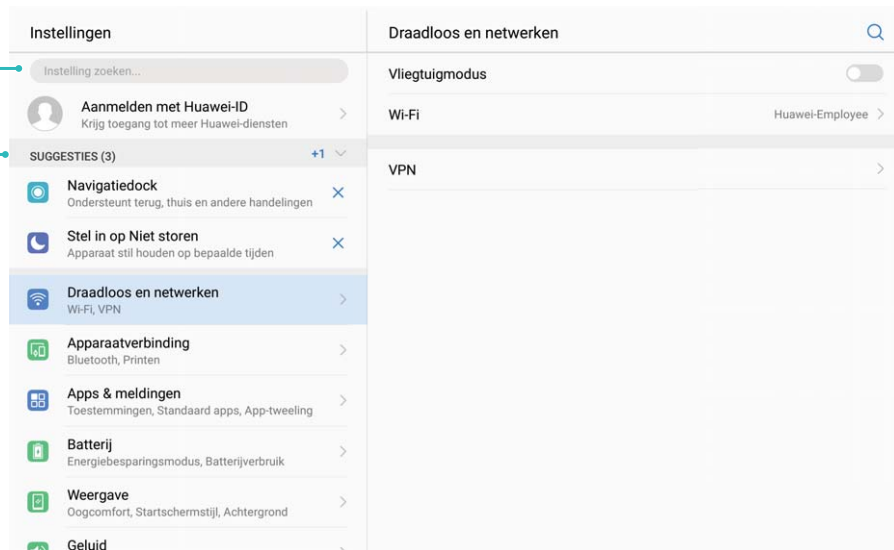 Instellingen
Instelling zoeken...
Aanmelden met Huawei-ID
Krijg toegang tot meer Huawei-diensten
SUGGESTIES (3) +1
Navigatiedock
Ondersteunt terug, thuis en andere handelingen
Stel in op Niet storen
Apparaat stil houden op bepaalde tijden
Draadloos en netwerken
Wi-Fi, VPN
Apparaatverbinding
Bluetooth, Printen
Apps & meldingen
Toestemmingen, Standaard apps, App-tweeling
Batterij
Energiebesparingsmodus, Batterijverbruik
Weergave
Oogcomfort, Startschermstijl, Achtergrond
Geluid
Draadloos en netwerken
Vliegtuigmodus
Wi-Fi Huawei-Employee
VPN